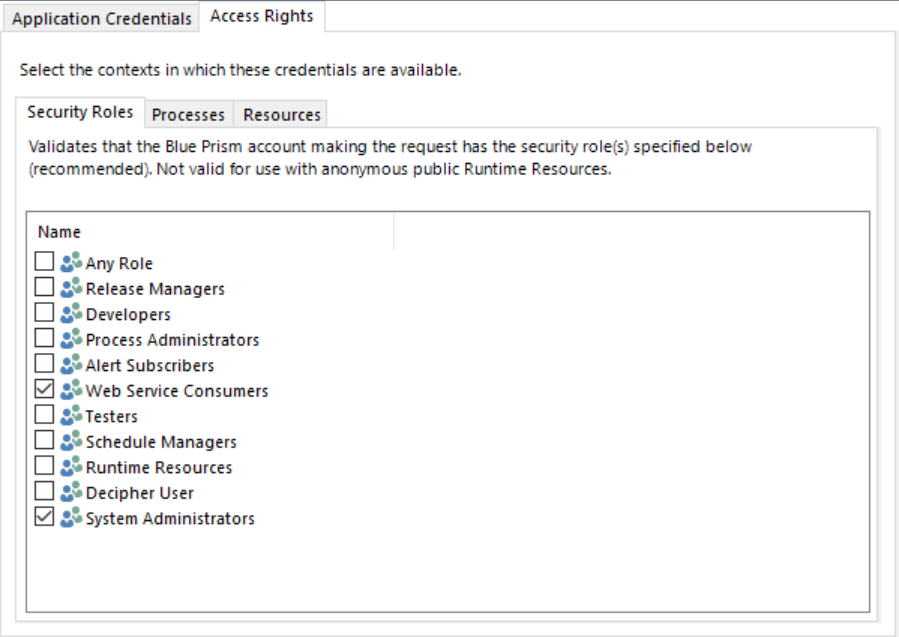 Application Credentials
Access Rights
Select the contexts in which these credentials are available.
Security Roles
Processes
Resources
Validates that the Blue Prism account making the request has the security role(s) specified below
(recommended). Not valid for use with anonymous public Runtime Resources.
Name
Any Role
Release Managers
Developers
Process Administrators
Alert Subscribers
Web Service Consumers
Testers
Schedule Managers
Runtime Resources
Decipher User
System Administrators